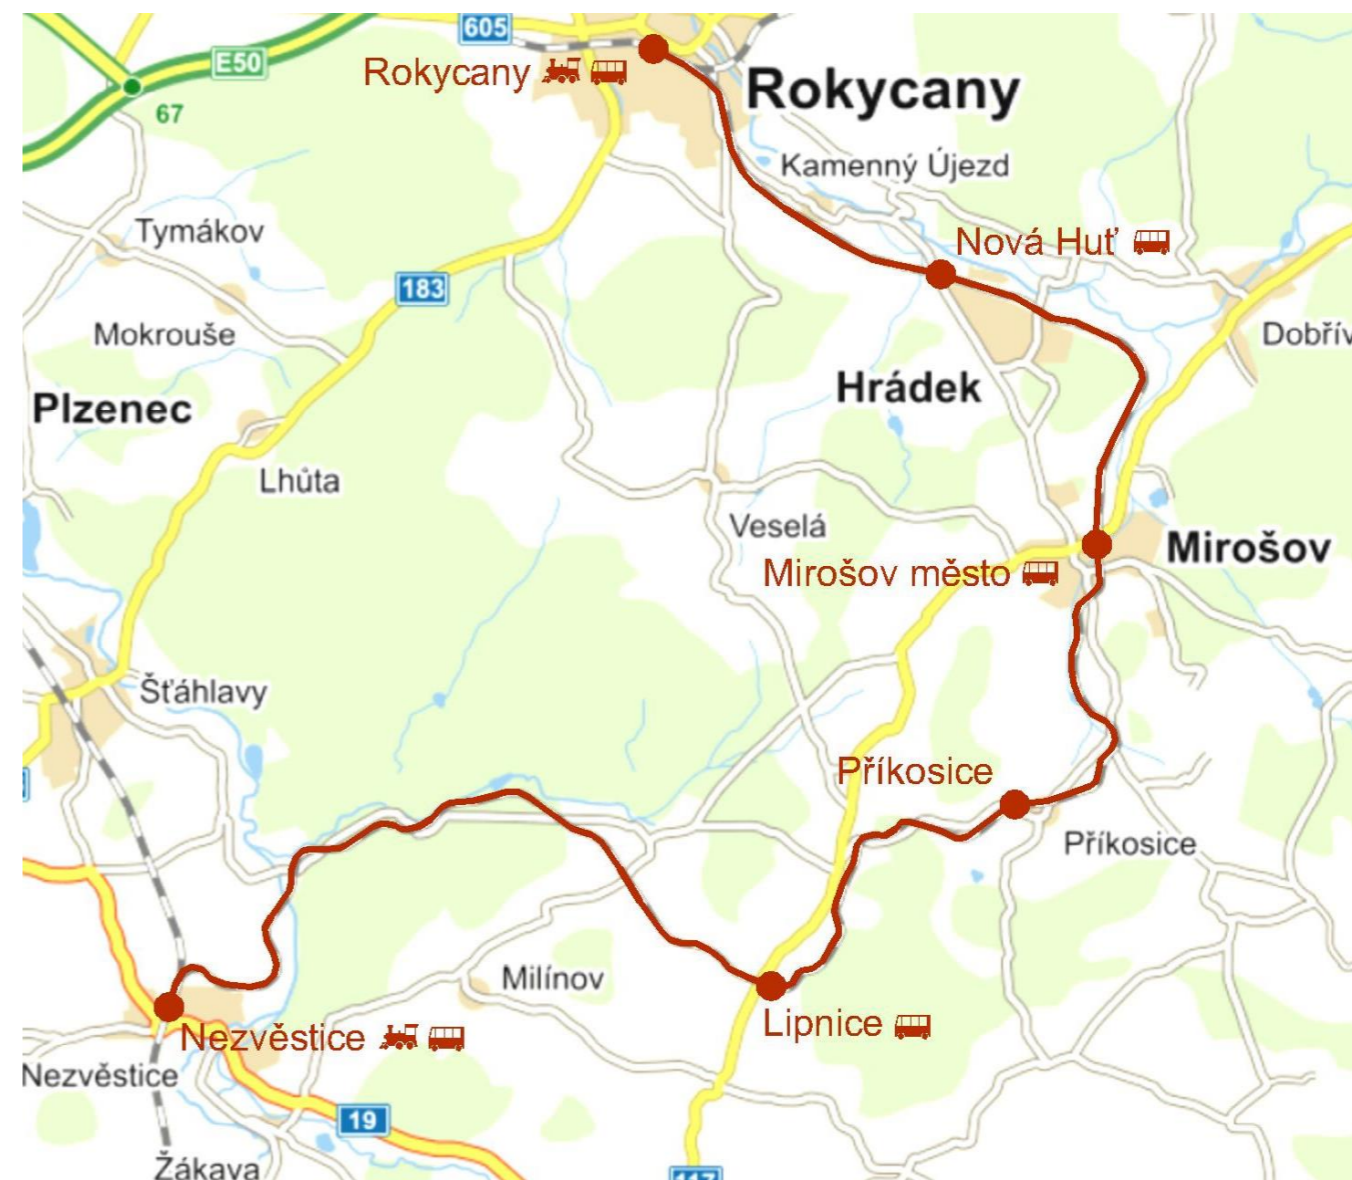 605
E50
Rokycany
Rokycany
67
Kamenný Újezd
Tymákov
Nová Huť
183
Mokrouše
Dobřív
Hrádek
Plzenec
Lhůta
Veselá
Mirošov
Mirošov město
Šťáhlavy
Příkosice
Příkosice
Milínov
Lipnice
Nezvěstice
Nezvěstice
19
Žákava